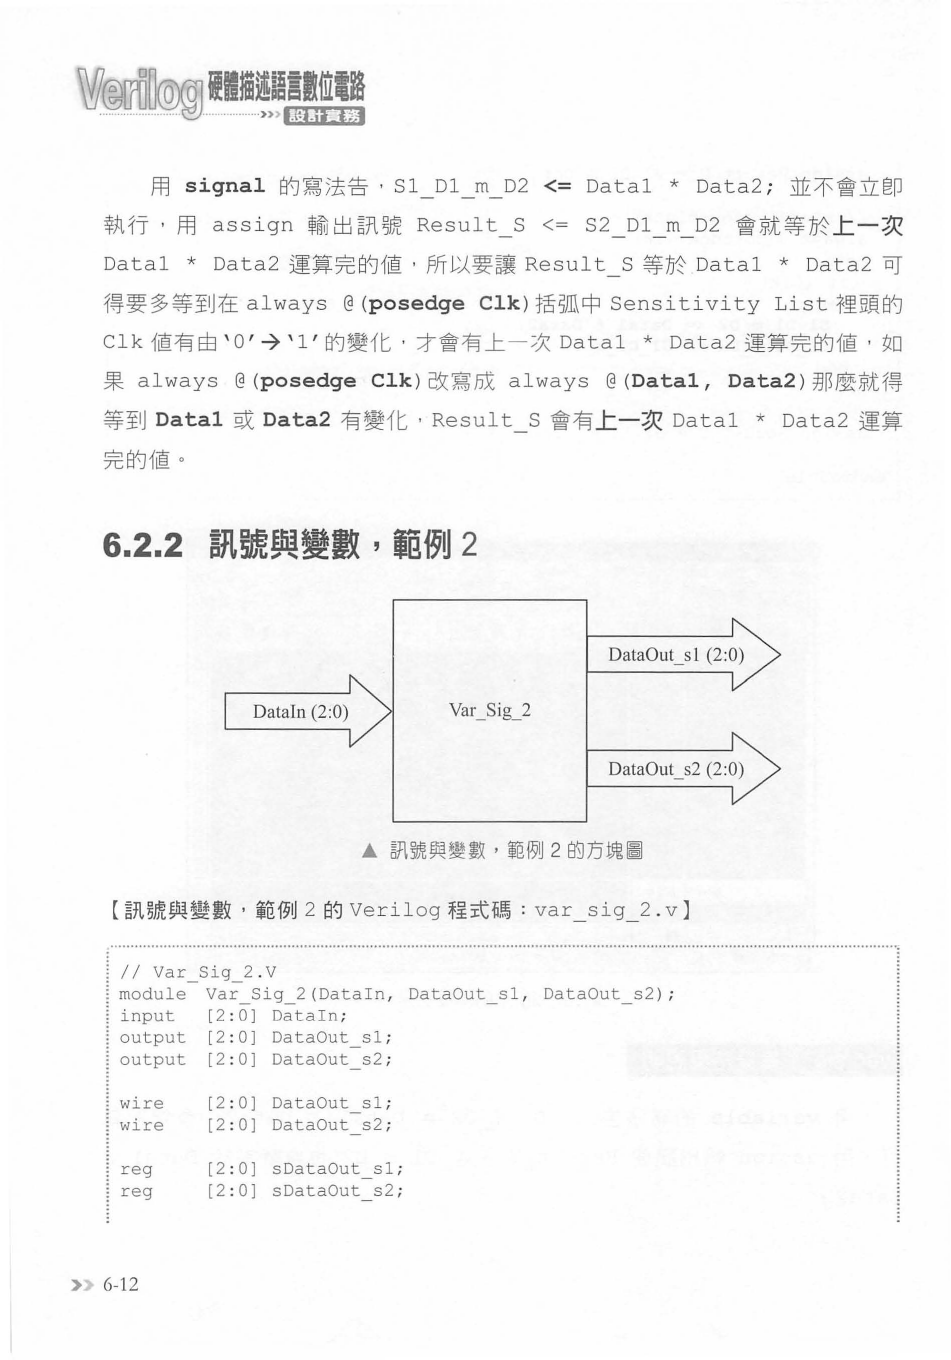 Verilog 硬體描述語言數位電路
>>> 設計實務
用 signal 的寫法告，S1_D1_m_D2 <= Data1 * Data2; 並不會立即
執行，用 assign 輸出訊號 Result_S <= S2_D1_m_D2 會就等於上一次
Data1 * Data2 運算完的值，所以要讓 Result_S 等於 Data1 * Data2 可
得要多等到在 always @(posedge Clk)括弧中 Sensitivity List 裡頭的
Clk 值有由‵0′→‵1′的變化，才會有上一次 Data1 * Data2 運算完的值，如
果 always @(posedge Clk)改寫成 always @(Data1, Data2)那麼就得
等到 Data1 或 Data2 有變化，Result_S 會有上一次 Data1 * Data2 運算
完的值。
6.2.2 訊號與變數，範例 2
DataOut_s1 (2:0)
DataIn (2:0)
Var_Sig_2
DataOut_s2 (2:0)
▲ 訊號與變數，範例 2 的方塊圖
【訊號與變數，範例 2 的 Verilog 程式碼：var_sig_2.v】
// Var_Sig_2.V
module Var_Sig_2(DataIn, DataOut_s1, DataOut_s2);
input [2:0] DataIn;
output [2:0] DataOut_s1;
output [2:0] DataOut_s2;
wire [2:0] DataOut_s1;
wire [2:0] DataOut_s2;
reg [2:0] sDataOut_s1;
reg [2:0] sDataOut_s2;
>> 6-12